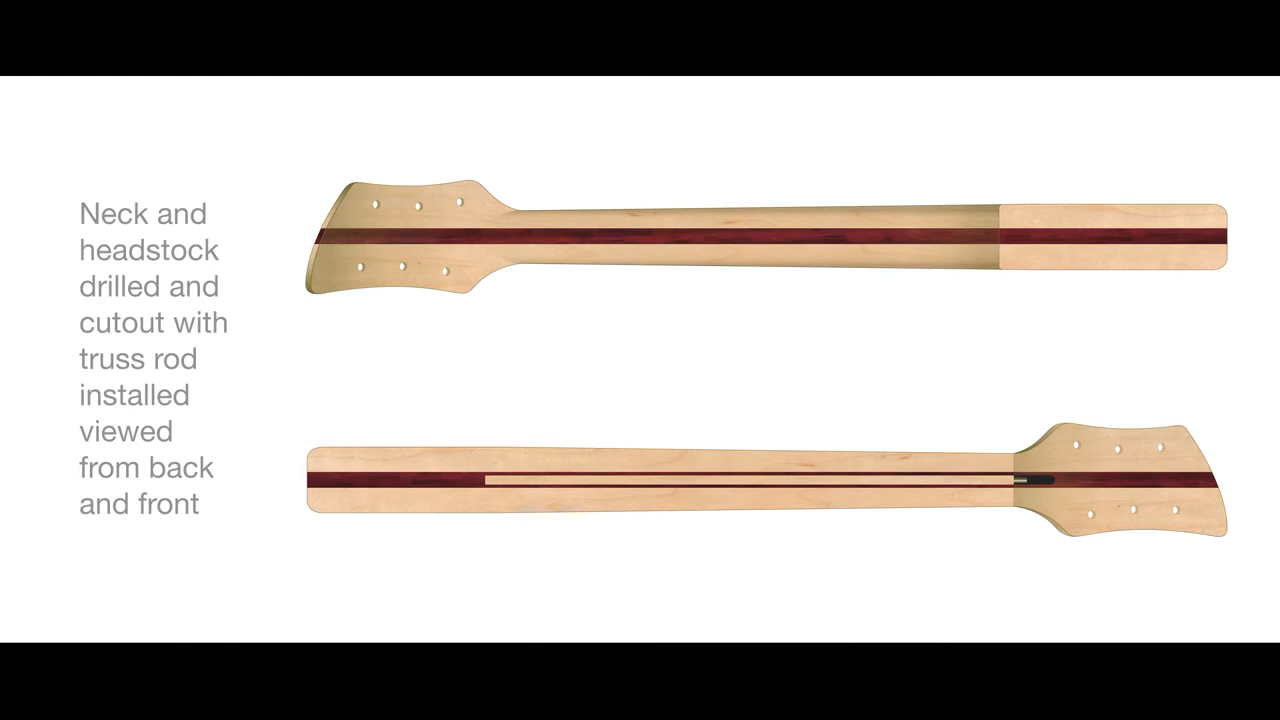 Neck and
headstock
drilled and
cutout with
truss rod
installed
viewed
from back
and front